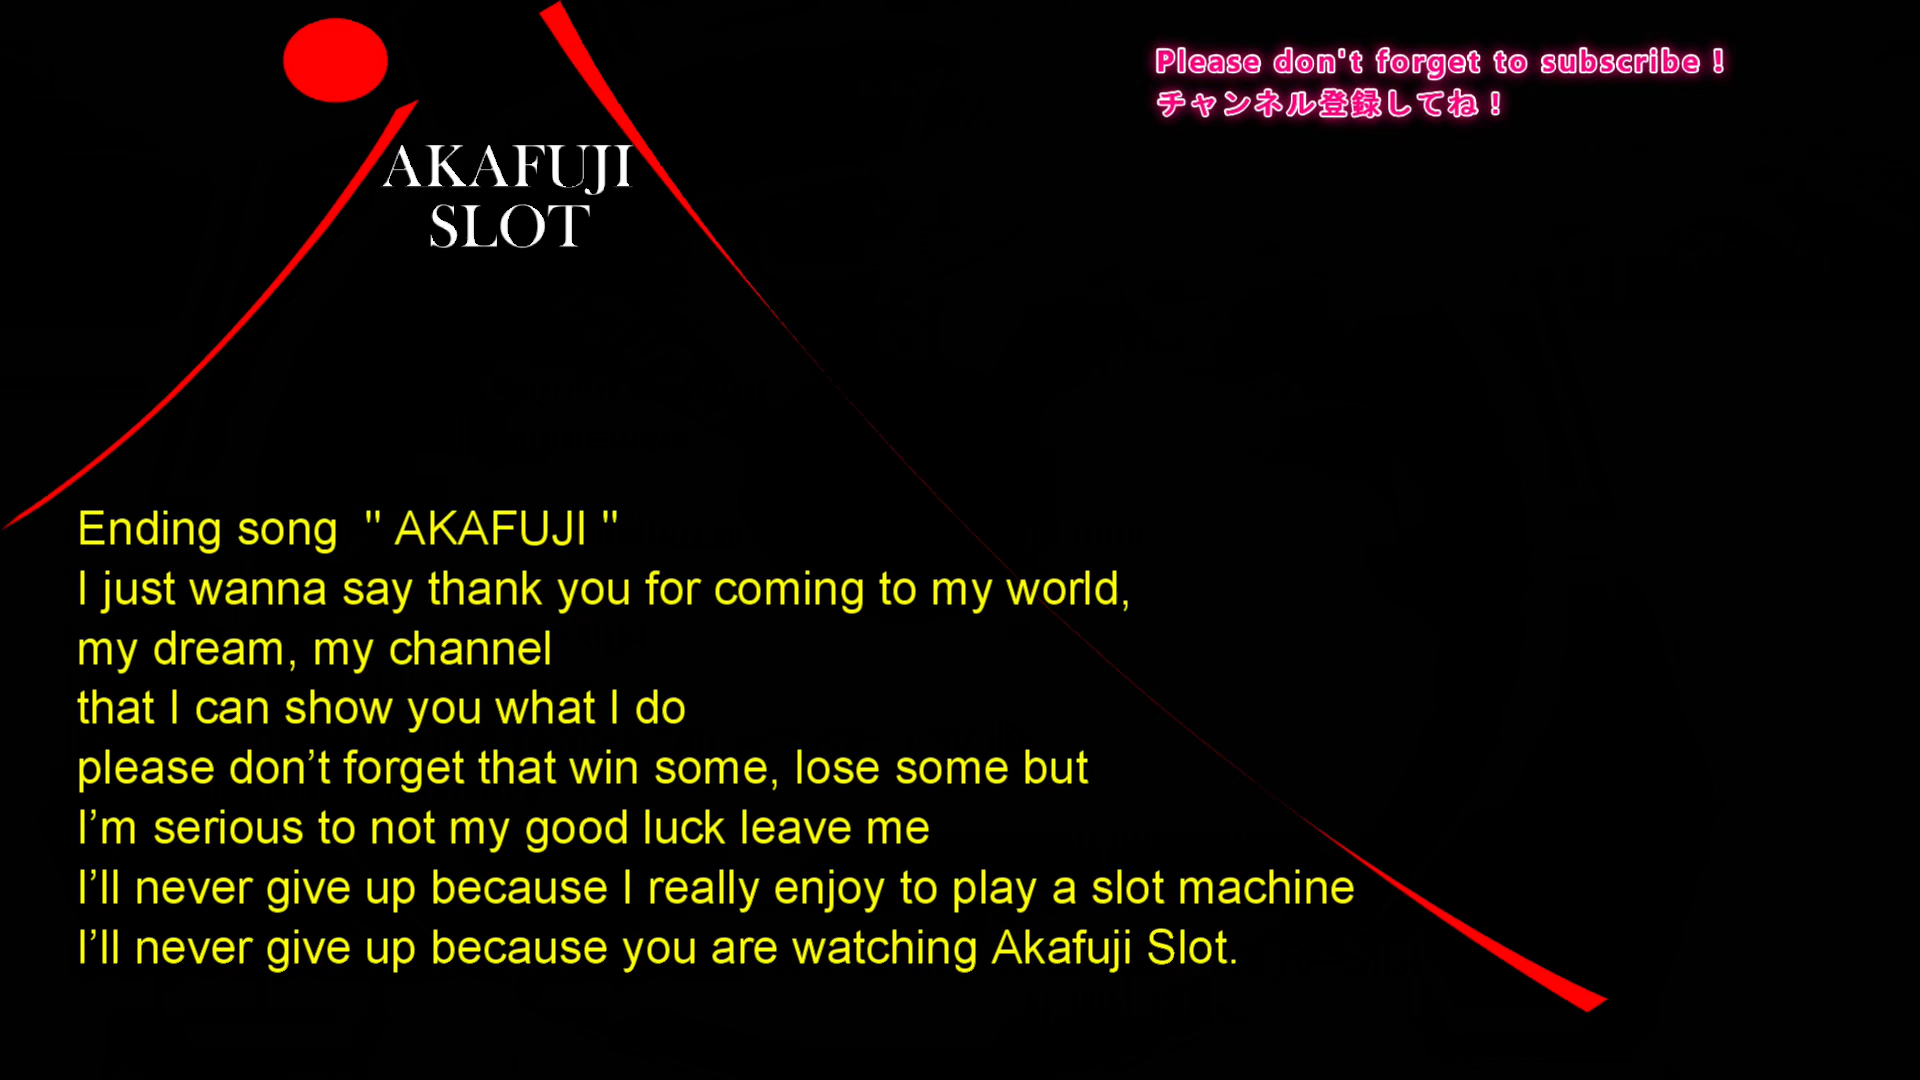 Please don't forget to subscribe !
チャンネル登録してね！
AKAFUJI
SLOT
Ending song " AKAFUJI "
I just wanna say thank you for coming to my world,
my dream, my channel
that I can show you what I do
please don’t forget that win some, lose some but
I’m serious to not my good luck leave me
I’ll never give up because I really enjoy to play a slot machine
I’ll never give up because you are watching Akafuji Slot.